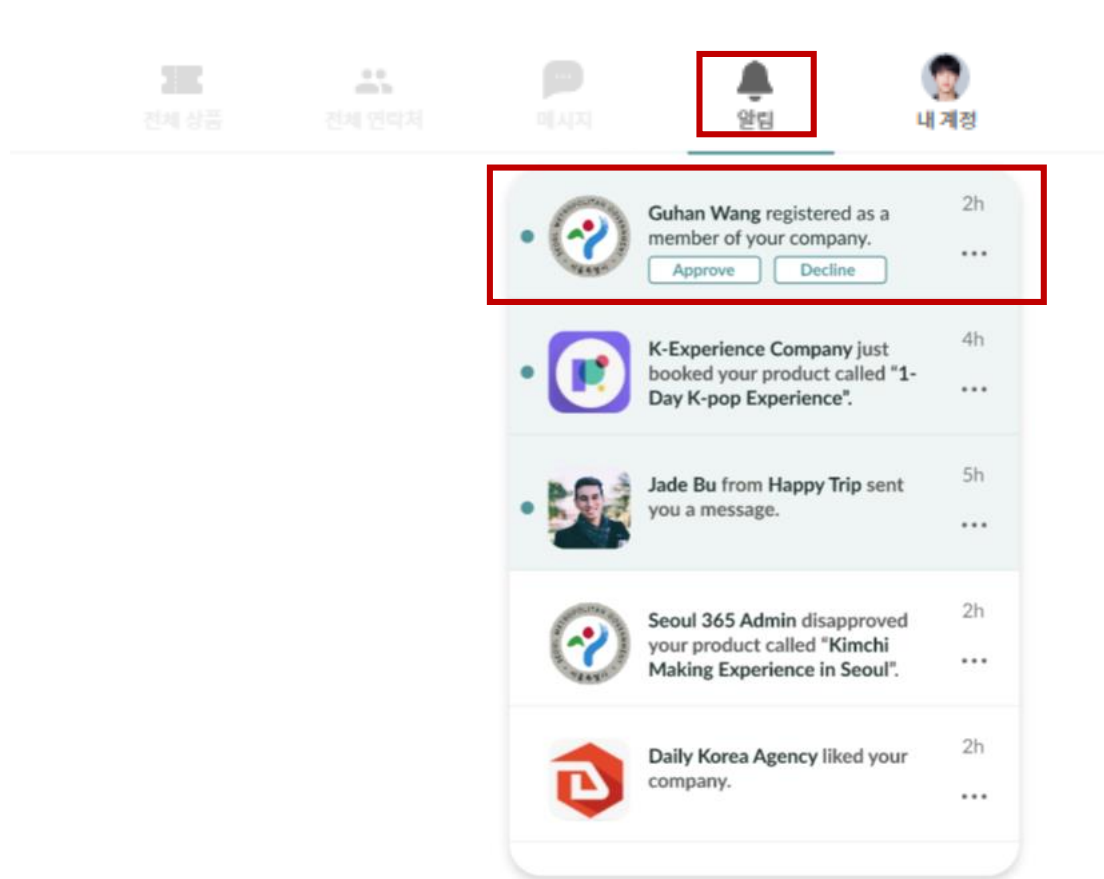 전체 상품
전체 연락처
메시지
알림
내 계정
Guhan Wang registered as a
member of your company.
2h
Approve
Decline
K-Experience Company just
booked your product called "1-
Day K-pop Experience".
4h
Jade Bu from Happy Trip sent
you a message.
5h
Seoul 365 Admin disapproved
your product called "Kimchi
Making Experience in Seoul".
2h
Daily Korea Agency liked your
company.
2h